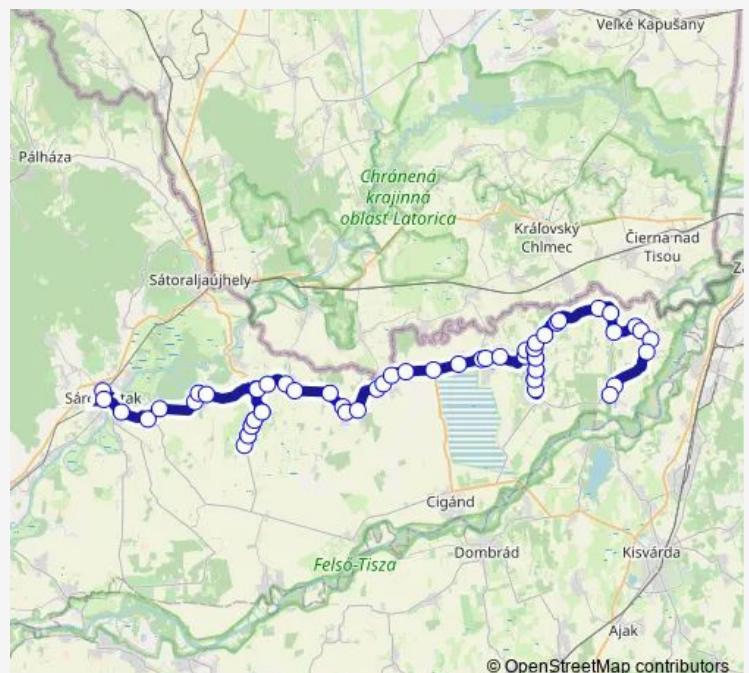 Veľké Kapušany
Pálháza
Chránená
krajinná
oblast Latorica
Kráľovský
Chlmec
Čierna nad
Tisou
Sátoraljaújhely
Cigánd
Dombrád
Kisvárda
Felső-Tisza
Ajak
© OpenStreetMap contributors